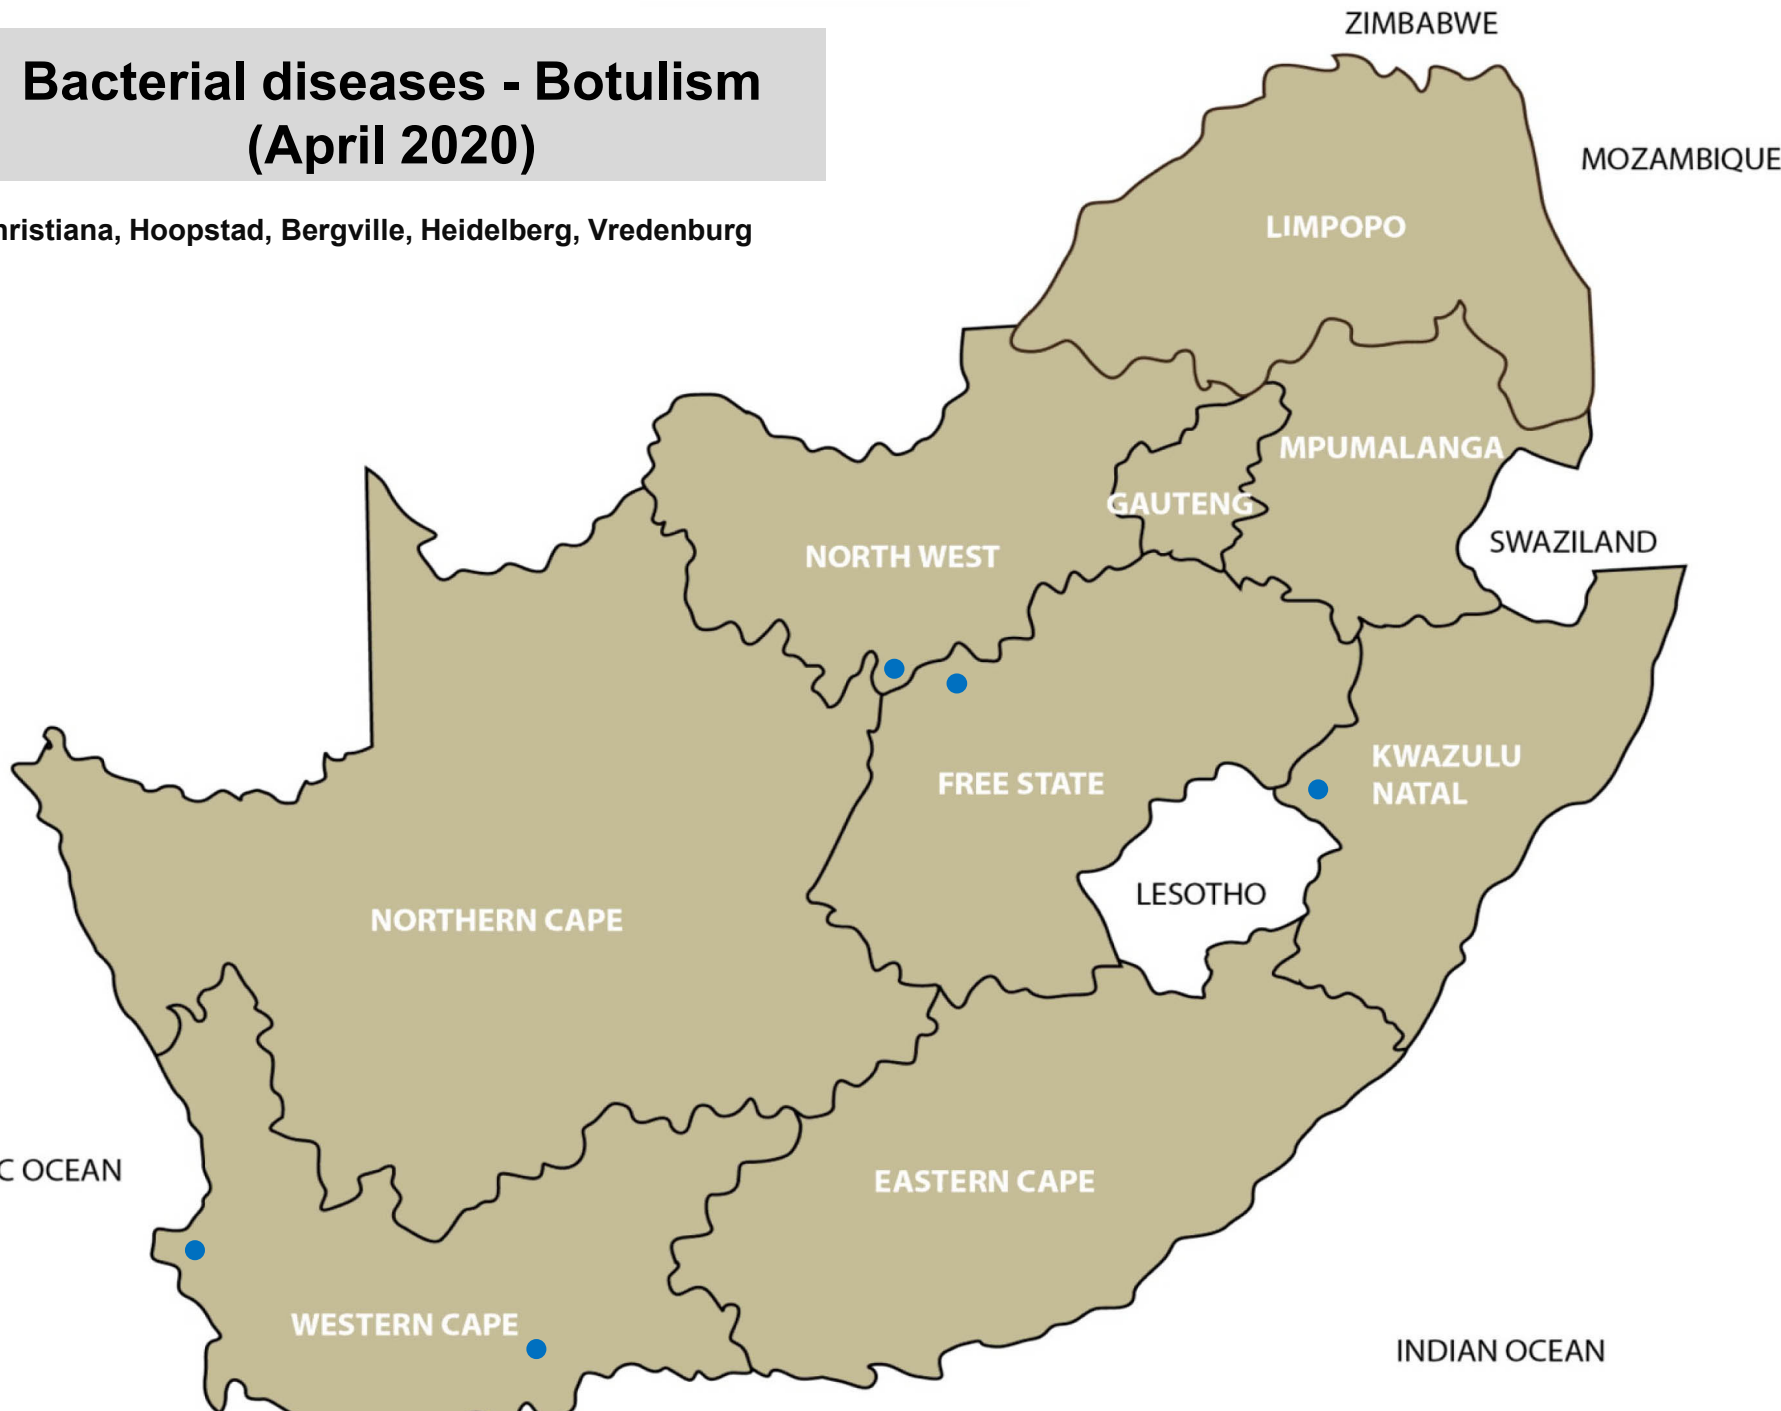 ZIMBABWE
Bacterial diseases - Botulism
(April 2020)
MOZAMBIQUE
hristiana, Hoopstad, Bergville, Heidelberg, Vredenburg
LIMPOPO
MPUMALANGA
GAUTENG
SWAZILAND
NORTH WEST
KWAZULU
NATAL
FREE STATE
LESOTHO
NORTHERN CAPE
C OCEAN
EASTERN CAPE
WESTERN CAPE
INDIAN OCEAN